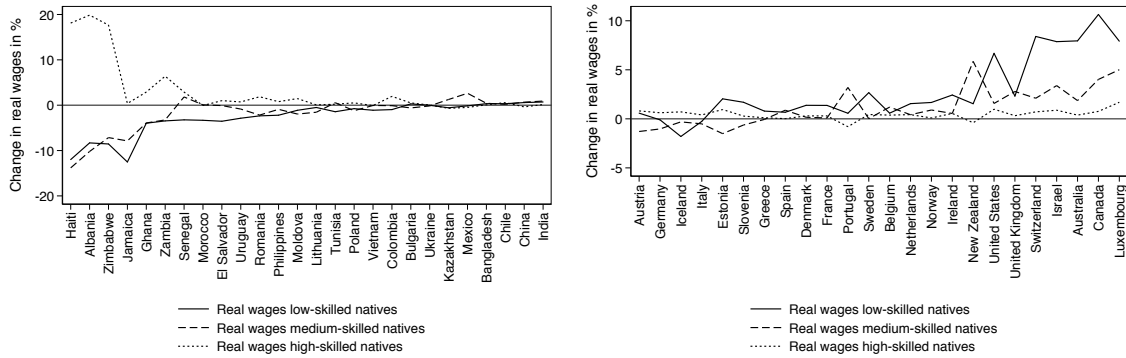 Change in real wages in %
20
10
0
-10
-20
Haiti
Albania
Zimbabwe
Jamaica
Ghana
Zambia
Senegal
Morocco
El Salvador
Uruguay
Romania
Philippines
Moldova
Lithuania
Tunisia
Poland
Vietnam
Colombia
Bulgaria
Ukraine
Kazakhstan
Mexico
Bangladesh
Chile
China
India
Real wages low-skilled natives
Real wages medium-skilled natives
Real wages high-skilled natives
Change in real wages in %
10
5
0
-5
Austria
Germany
Iceland
Italy
Estonia
Slovenia
Greece
Spain
Denmark
France
Portugal
Sweden
Belgium
Netherlands
Norway
Ireland
New Zealand
United States
United Kingdom
Switzerland
Israel
Australia
Canada
Luxembourg
Real wages low-skilled natives
Real wages medium-skilled natives
Real wages high-skilled natives